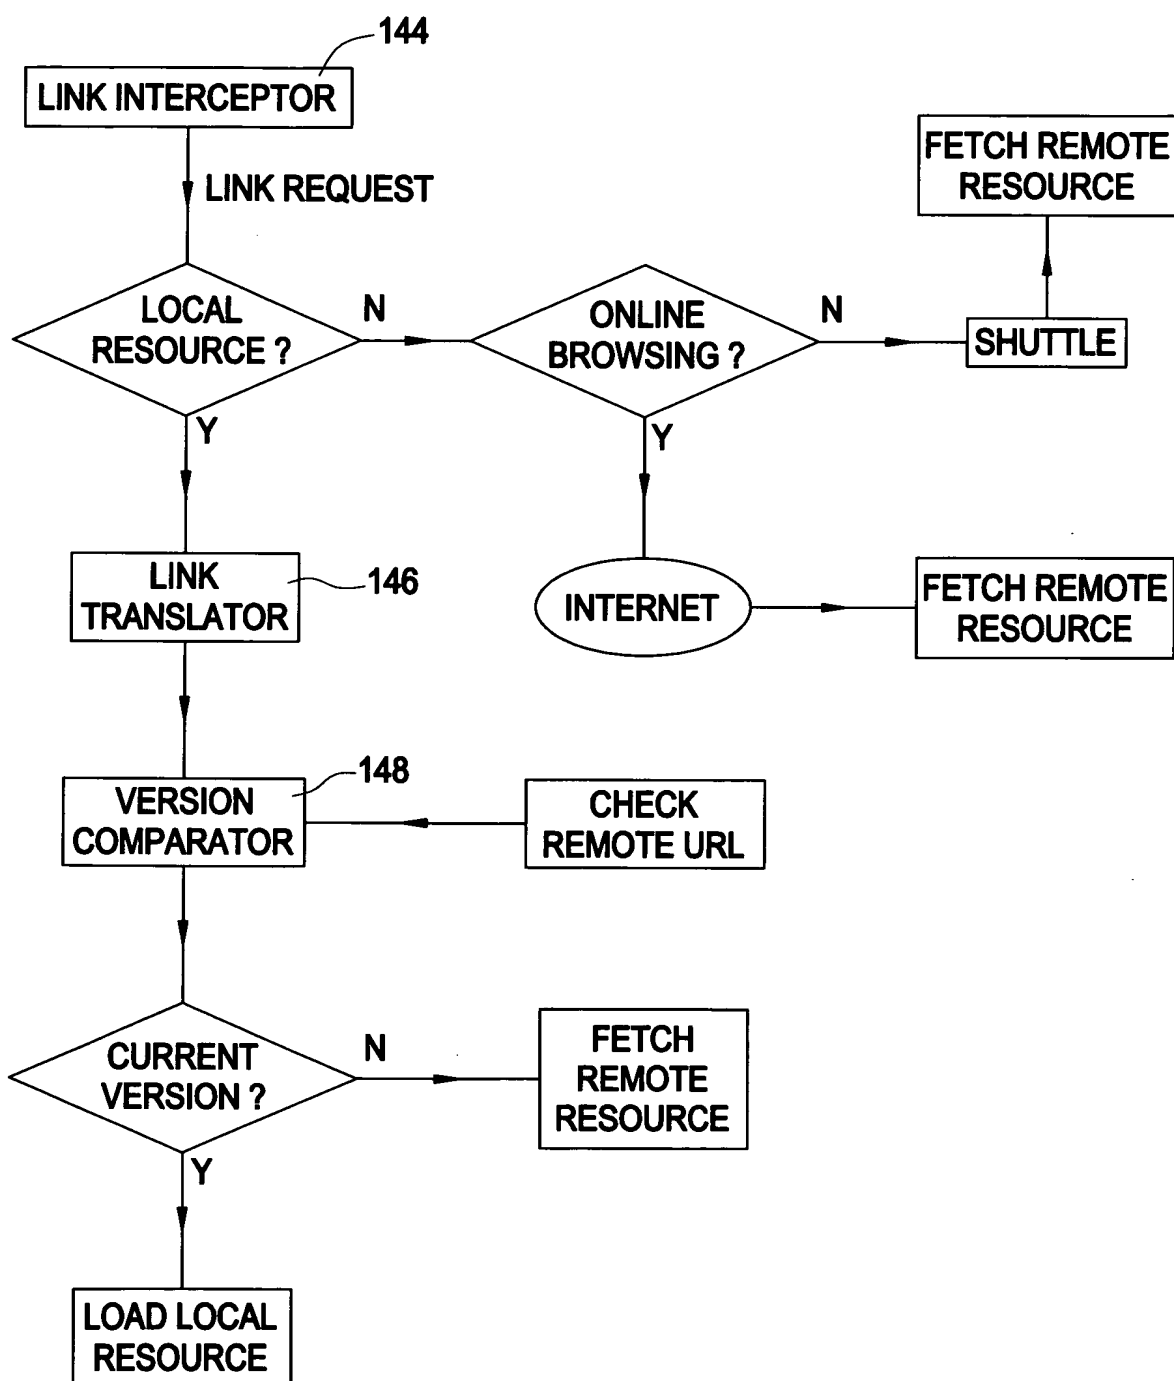 144
LINK INTERCEPTOR
LINK REQUEST
FETCH REMOTE
RESOURCE
LOCAL
RESOURCE ?
N
ONLINE
BROWSING ?
N
SHUTTLE
Y
Y
LINK
TRANSLATOR
146
INTERNET
FETCH REMOTE
RESOURCE
VERSION
COMPARATOR
148
CHECK
REMOTE URL
CURRENT
VERSION ?
N
FETCH
REMOTE
RESOURCE
Y
LOAD LOCAL
RESOURCE